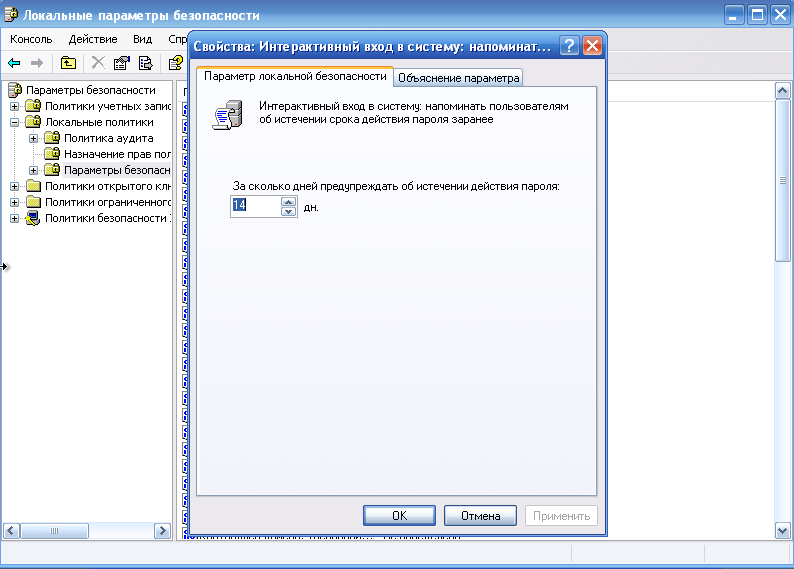 Локальные параметры безопасности
Консоль Действие Вид Спр
Свойства: Интерактивный вход в систему: напоминат...
Параметр локальной безопасности
Объяснение параметра
Интерактивный вход в систему: напоминать пользователям
об истечении срока действия пароля заранее
За сколько дней предупреждать об истечении действия пароля:
14 дн.
OK Отмена Применить
Параметры безопасности
Политики учетных запис
Локальные политики
Политика аудита
Назначение прав пол
Параметры безопасн
Политики открытого клю
Политики ограниченного
Политики безопасности